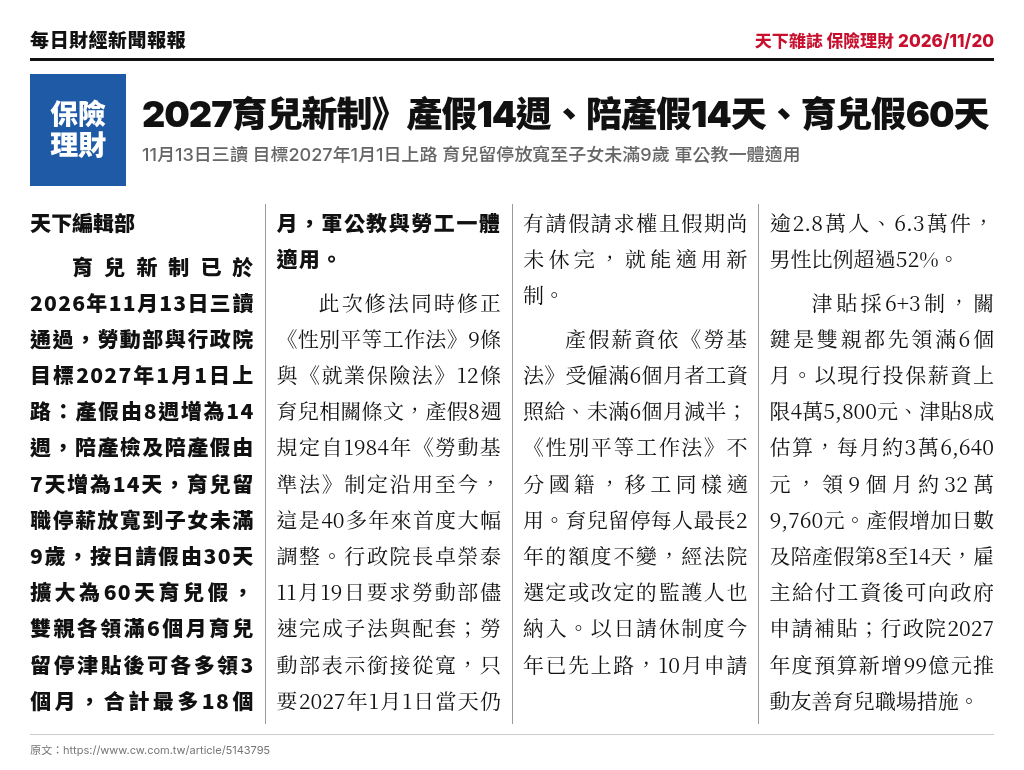 每日財經新聞報報
天下雜誌 保險理財 2026/11/20
保險
理財
2027育兒新制》產假14週、陪產假14天、育兒假60天
11月13日三讀 目標2027年1月1日上路 育兒留停放寬至子女未滿9歲 軍公教一體適用
天下編輯部
育兒新制已於
2026年11月13日三讀
通過，勞動部與行政院
目標2027年1月1日上
路：產假由8週增為14
週，陪產檢及陪產假由
7天增為14天，育兒留
職停薪放寬到子女未滿
9歲，按日請假由30天
擴大為60天育兒假，
雙親各領滿6個月育兒
留停津貼後可各多領3
個月，合計最多18個
月，軍公教與勞工一體
適用。
此次修法同時修正
《性別平等工作法》9條
與《就業保險法》12條
育兒相關條文，產假8週
規定自1984年《勞動基
準法》制定沿用至今，
這是40多年來首度大幅
調整。行政院長卓榮泰
11月19日要求勞動部儘
速完成子法與配套；勞
動部表示銜接從寬，只
要2027年1月1日當天仍
有請假請求權且假期尚
未休完，就能適用新
制。
產假薪資依《勞基
法》受僱滿6個月者工資
照給、未滿6個月減半；
《性別平等工作法》不
分國籍，移工同樣適
用。育兒留停每人最長2
年的額度不變，經法院
選定或改定的監護人也
納入。以日請休制度今
年已先上路，10月申請
逾2.8萬人、6.3萬件，
男性比例超過52%。
津貼採6+3制，關
鍵是雙親都先領滿6個
月。以現行投保薪資上
限4萬5,800元、津貼8成
估算，每月約3萬6,640
元，領9個月約32萬
9,760元。產假增加日數
及陪產假第8至14天，雇
主給付工資後可向政府
申請補貼；行政院2027
年度預算新增99億元推
動友善育兒職場措施。
原文：https://www.cw.com.tw/article/5143795